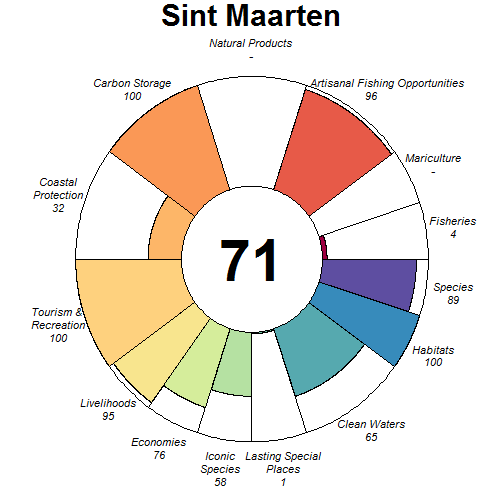 Sint Maarten
Natural Products
-
Carbon Storage
100
Artisanal Fishing Opportunities
96
Mariculture
-
Coastal
Protection
32
Fisheries
4
71
Species
89
Tourism &
Recreation
100
Habitats
100
Livelihoods
95
Clean Waters
65
Economies
76
Iconic
Species
58
Lasting Special
Places
1